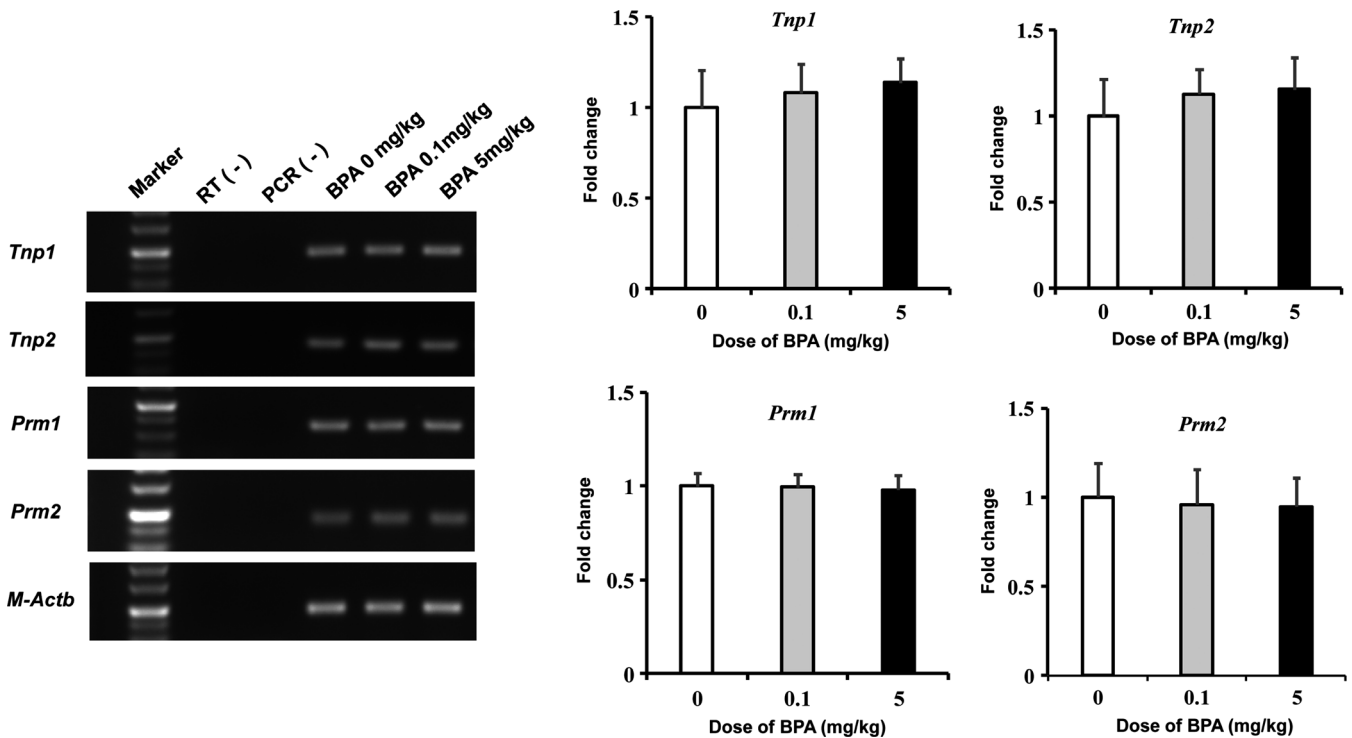 Marker
RT ( - )
PCR ( - )
BPA 0 mg/kg
BPA 0.1mg/kg
BPA 5mg/kg
Tnp1
Tnp2
Prm1
Prm2
M-Actb
Tnp1
Fold change
1.5
1
0.5
0
0 0.1 5
Dose of BPA (mg/kg)
Tnp2
Fold change
1.5
1
0.5
0
0 0.1 5
Dose of BPA (mg/kg)
Prm1
Fold change
1.5
1
0.5
0
0 0.1 5
Dose of BPA (mg/kg)
Prm2
Fold change
1.5
1
0.5
0
0 0.1 5
Dose of BPA (mg/kg)